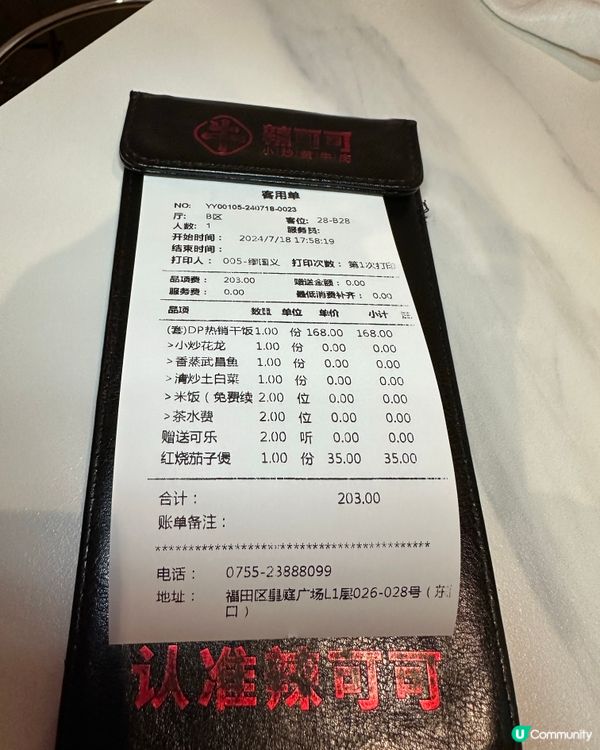 牛 辣可可
小炒黄牛肉
客用单
NO: YY00105-240718-0023
厅: B区 客位: 28-B28
人数: 1 服务员:
开始时间: 2024/7/18 17:58:19
结束时间:
打印人: 005-缪国义 打印次数: 第1次打印
品项费: 203.00 赠送金额: 0.00
服务费: 0.00 最低消费补齐: 0.00
品项 数量 单位 单价 小计
(套)DP热销干饭1.00 份 168.00 168.00
>小炒花龙 1.00 份 0.00 0.00
>香蒸武昌鱼 1.00 份 0.00 0.00
>清炒土白菜 1.00 份 0.00 0.00
>米饭(免费续 2.00 位 0.00 0.00
>茶水费 2.00 位 0.00 0.00
赠送可乐 2.00 听 0.00 0.00
红烧茄子煲 1.00 份 35.00 35.00
合计: 203.00
账单备注:
******************************************
电话: 0755-23888099
地址: 福田区皇庭广场L1层026-028号(
口)
认准辣可可
U Community